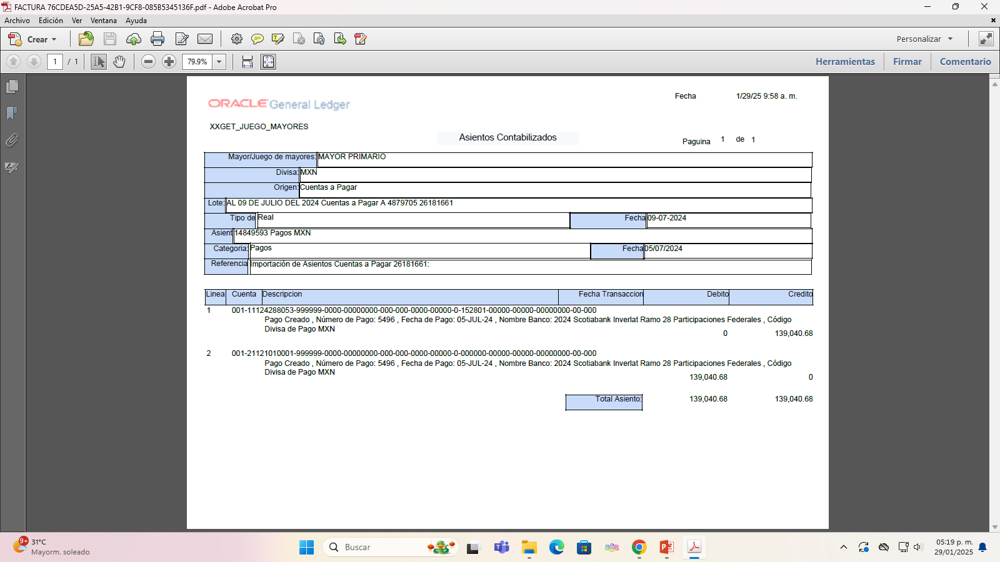 FACTURA 76CDEA5D-25A5-42B1-9CF8-085B5345136F.pdf - Adobe Acrobat Pro
Archivo Edición Ver Ventana Ayuda
Crear Personalizar
1 / 1 79.9% Herramientas Firmar Comentario
ORACLE General Ledger
Fecha 1/29/25 9:58 a. m.
XXGET_JUEGO_MAYORES
Asientos Contabilizados
Paguina 1 de 1
Mayor/Juego de mayores: MAYOR PRIMARIO
Divisa: MXN
Origen: Cuentas a Pagar
Lote: AL 09 DE JULIO DEL 2024 Cuentas a Pagar A 4879705 26181661
Tipo de Real Fecha 09-07-2024
Asient 14849593 Pagos MXN
Categoria: Pagos Fecha 05/07/2024
Referencia Importación de Asientos Cuentas a Pagar 26181661:
Linea Cuenta Descripcion Fecha Transaccion Debito Credito
1 001-11124288053-999999-0000-00000000-000-000-0000-00000-0-152801-00000-00000-00000000-00-000
Pago Creado , Número de Pago: 5496 , Fecha de Pago: 05-JUL-24 , Nombre Banco: 2024 Scotiabank Inverlat Ramo 28 Participaciones Federales , Código
Divisa de Pago MXN
0 139,040.68
2 001-21121010001-999999-0000-00000000-000-000-0000-00000-0-000000-00000-00000-00000000-00-000
Pago Creado , Número de Pago: 5496 , Fecha de Pago: 05-JUL-24 , Nombre Banco: 2024 Scotiabank Inverlat Ramo 28 Participaciones Federales , Código
Divisa de Pago MXN
139,040.68 0
Total Asiento: 139,040.68 139,040.68
9+ 31°C
Mayorm. soleado
Buscar
05:19 p. m.
29/01/2025